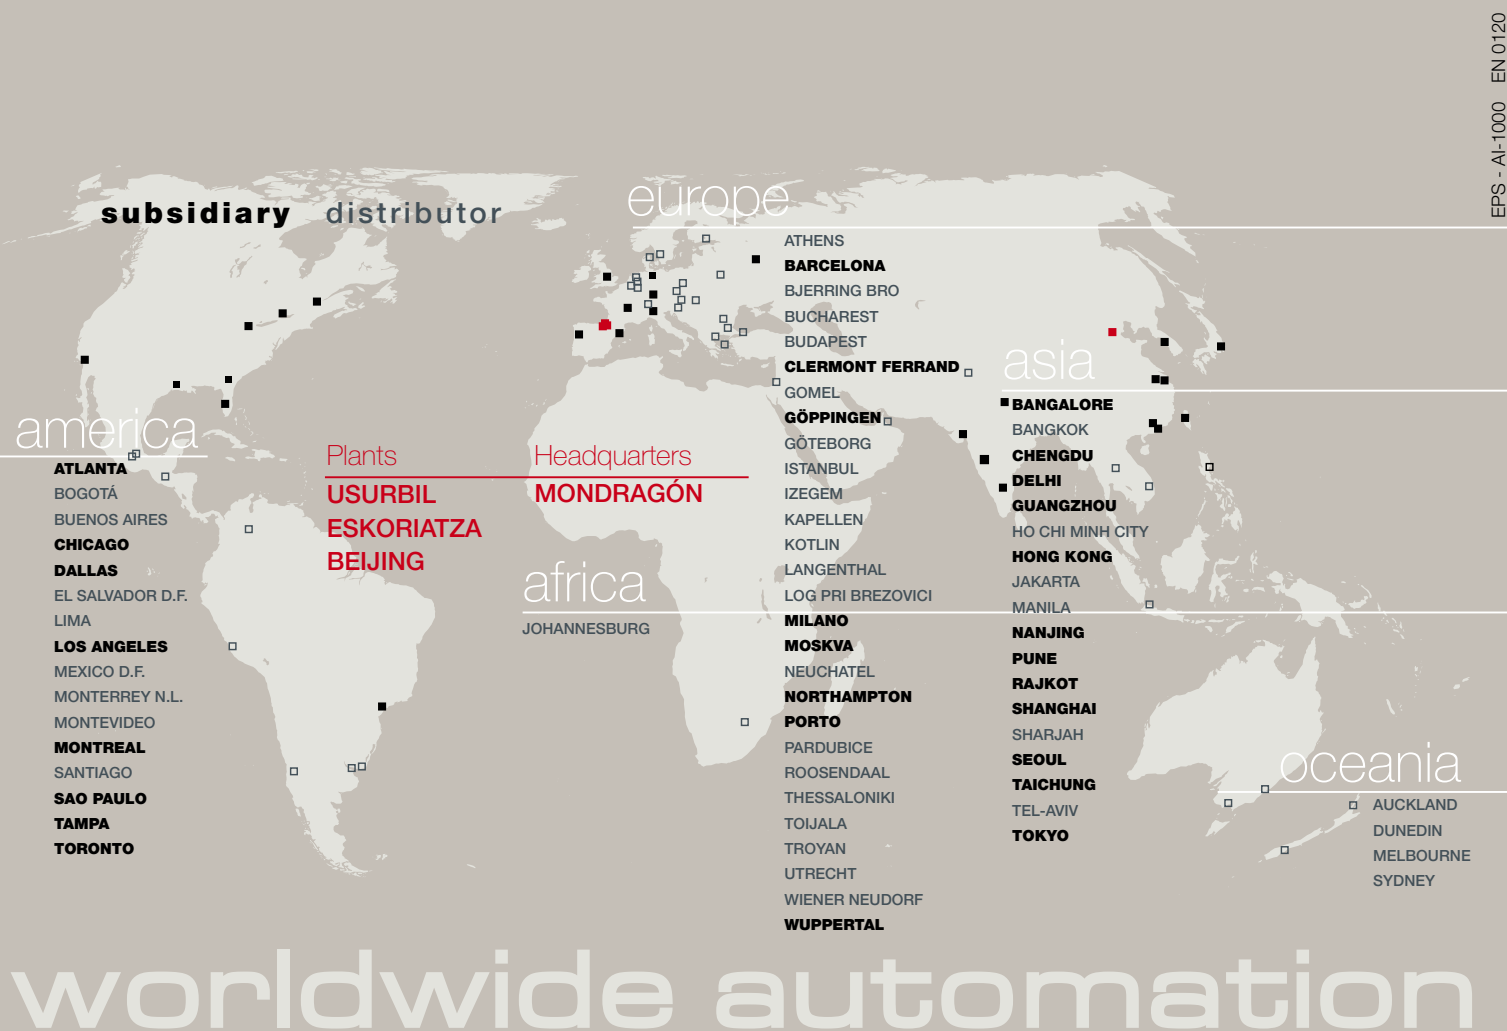 EPS - AI-1000 EN 0120
europe
subsidiary distributor
ATHENS
BARCELONA
BJERRING BRO
BUCHAREST
BUDAPEST
CLERMONT FERRAND
GOMEL
GÖPPINGEN
GÖTEBORG
ISTANBUL
IZEGEM
KAPELLEN
KOTLIN
LANGENTHAL
LOG PRI BREZOVICI
MILANO
MOSKVA
NEUCHATEL
NORTHAMPTON
PORTO
PARDUBICE
ROOSENDAAL
THESSALONIKI
TOIJALA
TROYAN
UTRECHT
WIENER NEUDORF
WUPPERTAL
asia
BANGALORE
BANGKOK
CHENGDU
DELHI
GUANGZHOU
HO CHI MINH CITY
HONG KONG
JAKARTA
MANILA
NANJING
PUNE
RAJKOT
SHANGHAI
SHARJAH
SEOUL
TAICHUNG
TEL-AVIV
TOKYO
america
ATLANTA
BOGOTÁ
BUENOS AIRES
CHICAGO
DALLAS
EL SALVADOR D.F.
LIMA
LOS ANGELES
MEXICO D.F.
MONTERREY N.L.
MONTEVIDEO
MONTREAL
SANTIAGO
SAO PAULO
TAMPA
TORONTO
Plants
USURBIL
ESKORIATZA
BEIJING
Headquarters
MONDRAGÓN
africa
JOHANNESBURG
oceania
AUCKLAND
DUNEDIN
MELBOURNE
SYDNEY
worldwide automation